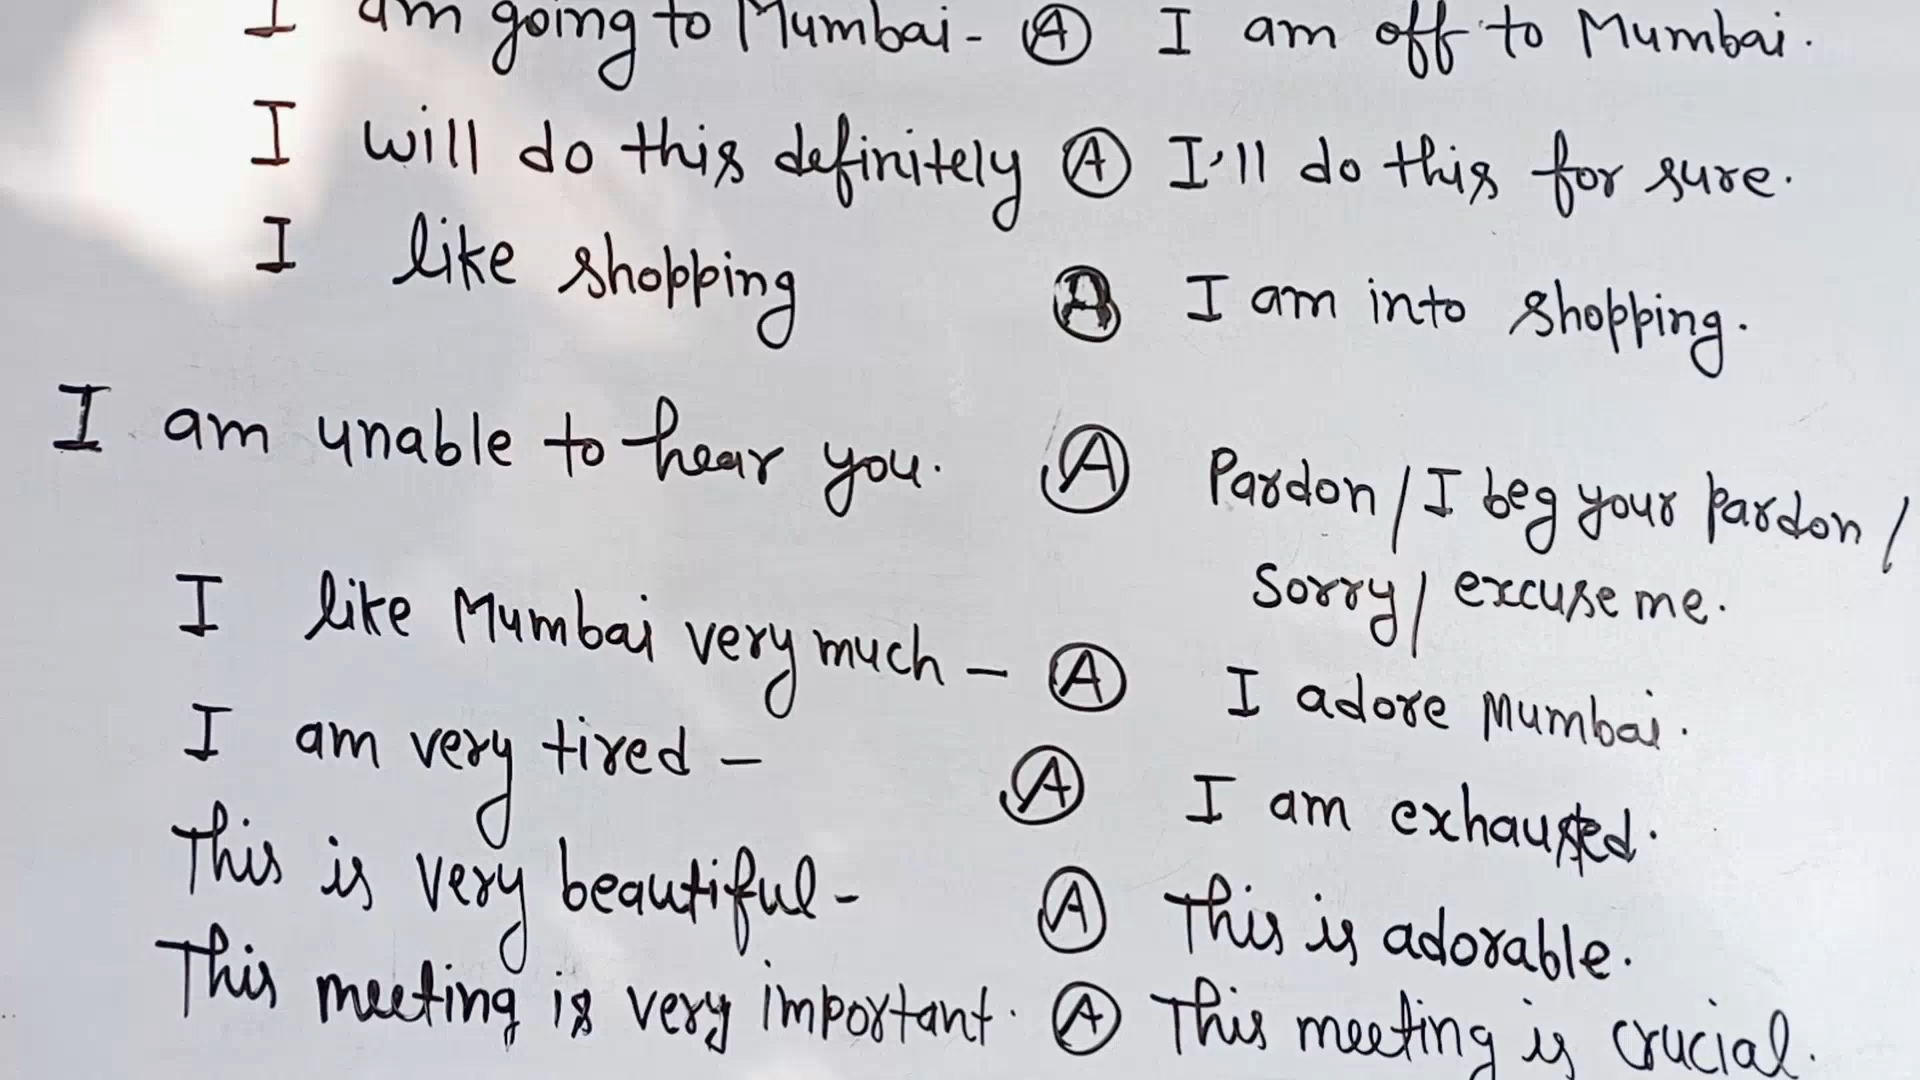 I am going to Mumbai - Ⓐ I am off to Mumbai.
I will do this definitely Ⓐ I'll do this for sure.
I like shopping Ⓐ I am into shopping.
I am unable to hear you. Ⓐ Pardon / I beg your pardon /
Sorry / excuse me.
I like Mumbai very much - Ⓐ I adore Mumbai.
I am very tired - Ⓐ I am exhausted.
This is very beautiful - Ⓐ This is adorable.
This meeting is very important. Ⓐ This meeting is crucial.